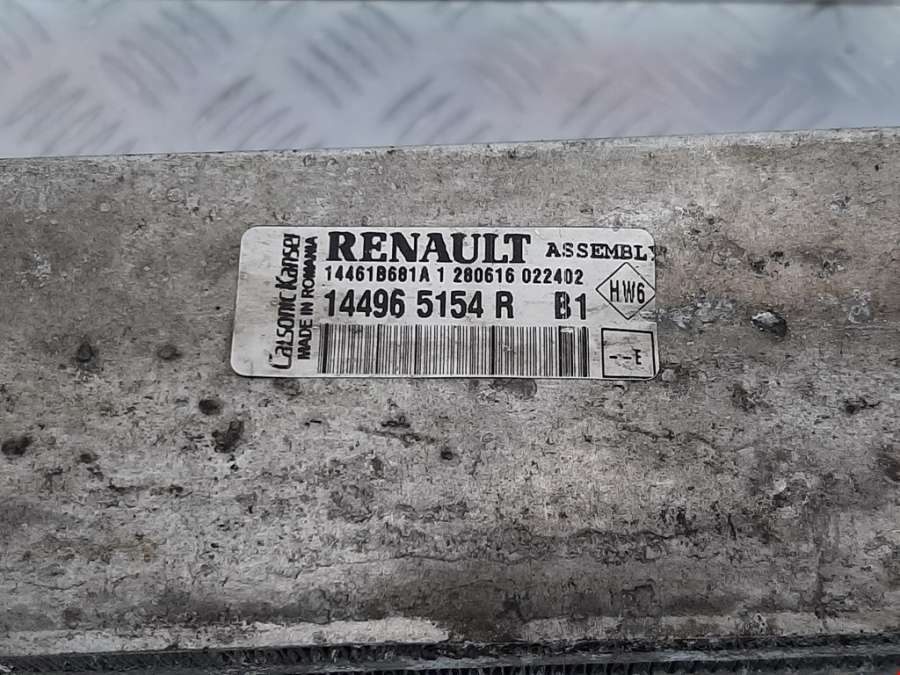 RENAULT ASSEMBLY
14461B681A 1 280616 022402
14496 5154 R B1
HW6
--E
Calsonic Kansei
MADE IN ROMANIA